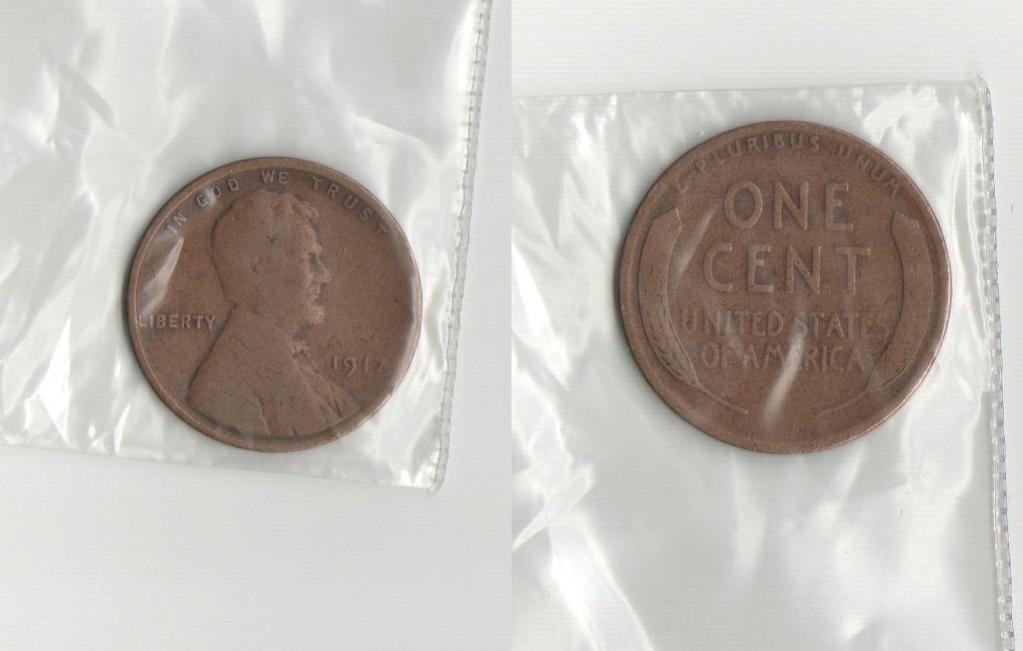 IN GOD WE TRUST
LIBERTY
1917
E·PLURIBUS·UNUM
ONE
CENT
UNITED STATES
OF AMERICA